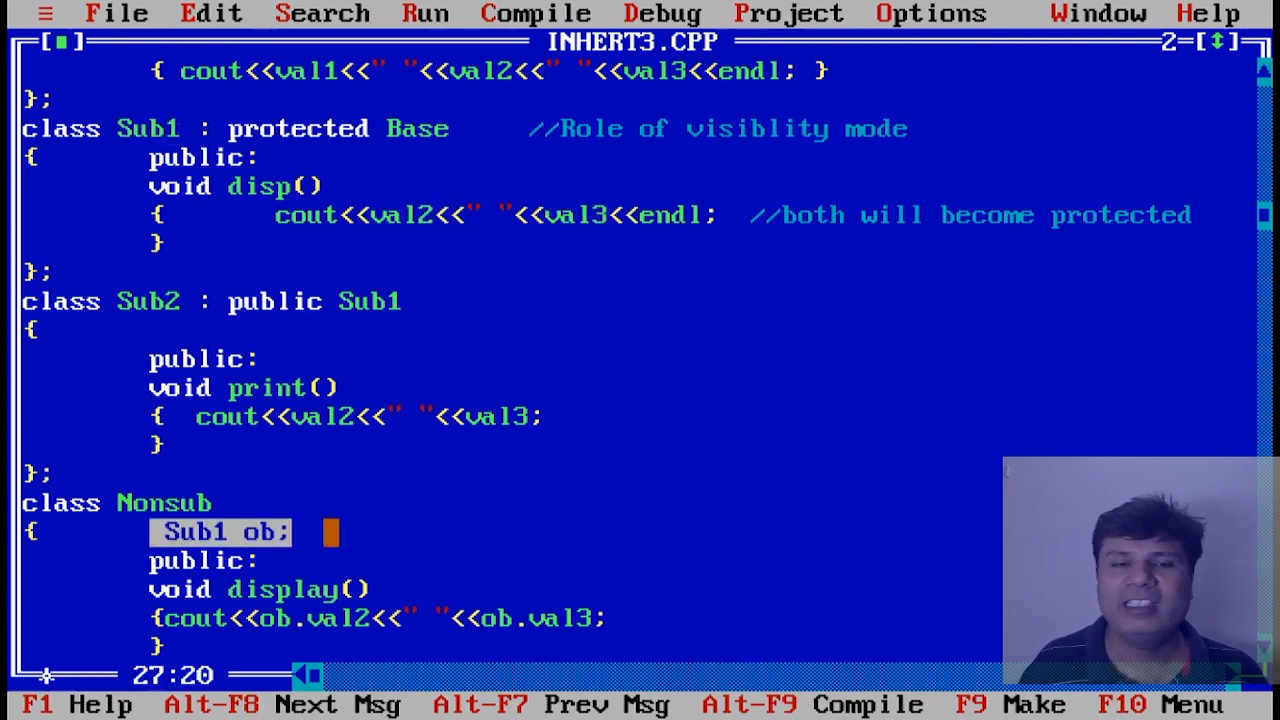 ≡ File Edit Search Run Compile Debug Project Options Window Help
[■] INHERT3.CPP 2=[↕]
{ cout<<val1<<" "<<val2<<" "<<val3<<endl; }
};
class Sub1 : protected Base //Role of visiblity mode
{ public:
void disp()
{ cout<<val2<<" "<<val3<<endl; //both will become protected
}
};
class Sub2 : public Sub1
{
public:
void print()
{ cout<<val2<<" "<<val3;
}
};
class Nonsub
{ Sub1 ob;
public:
void display()
{cout<<ob.val2<<" "<<ob.val3;
}
27:20
F1 Help Alt-F8 Next Msg Alt-F7 Prev Msg Alt-F9 Compile F9 Make F10 Menu